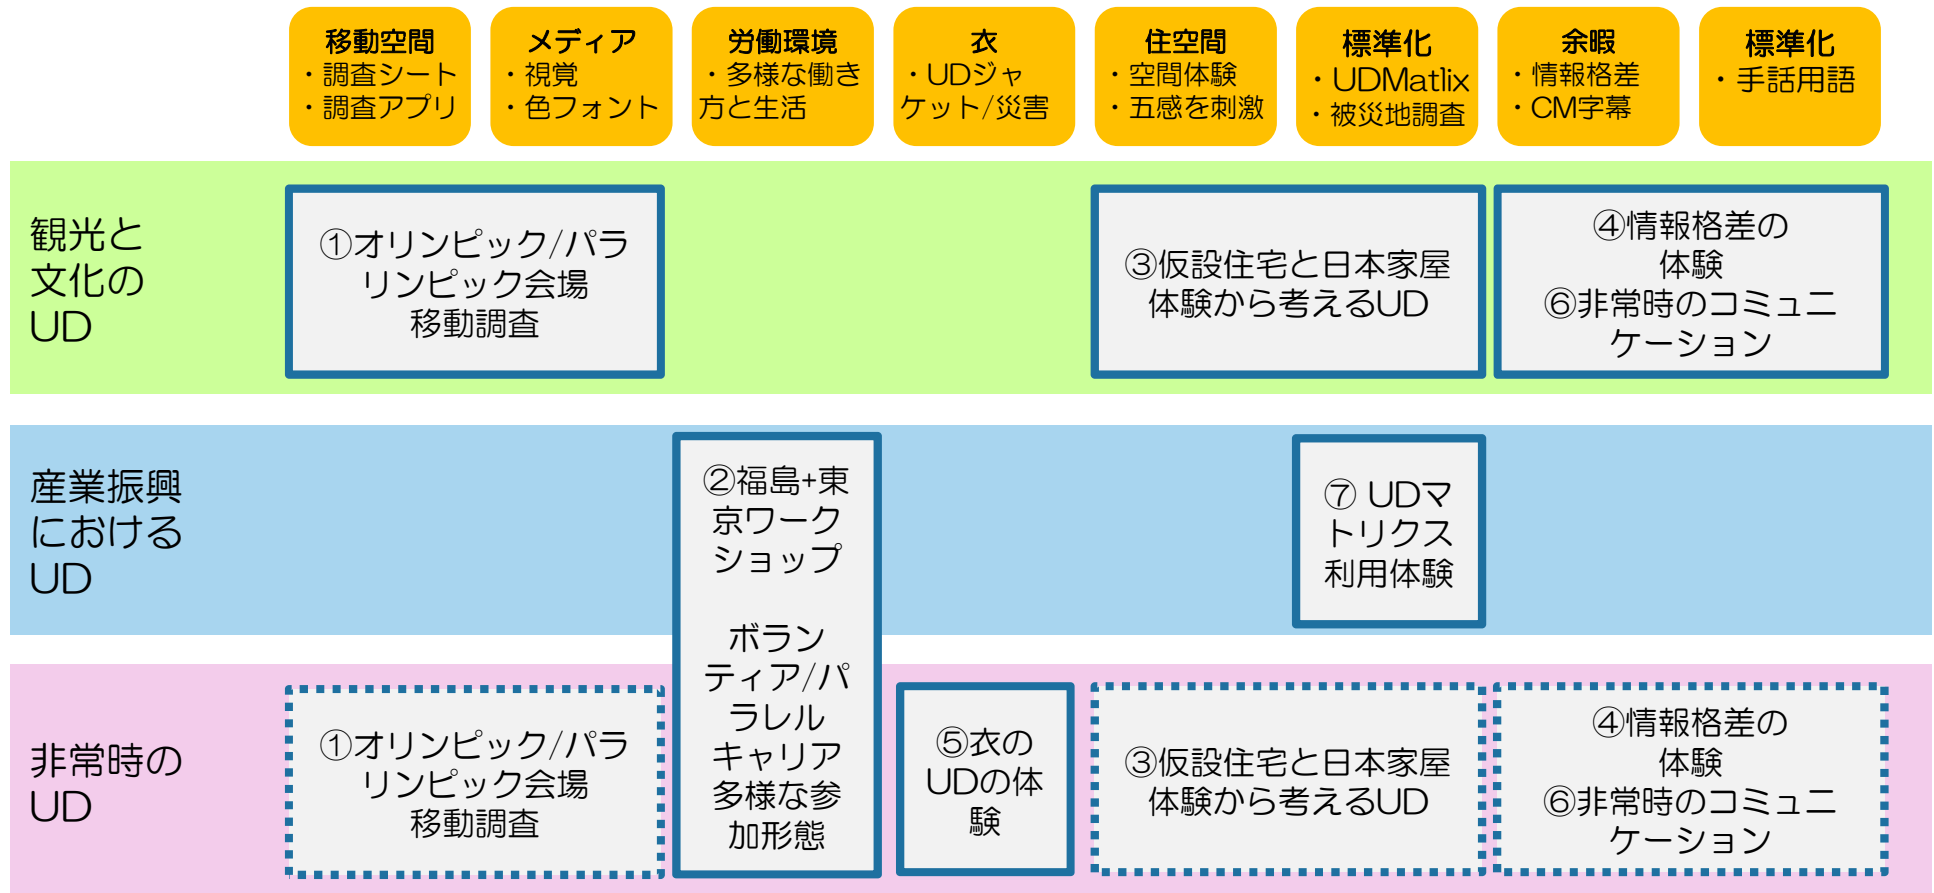 移動空間
・調査シート
・調査アプリ
メディア
・視覚
・色フォント
労働環境
・多様な働き
方と生活
衣
・UDジャ
ケット/災害
住空間
・空間体験
・五感を刺激
標準化
・UDMatlix
・被災地調査
余暇
・情報格差
・CM字幕
標準化
・手話用語
観光と
文化の
UD
①オリンピック/パラ
リンピック会場
移動調査
③仮設住宅と日本家屋
体験から考えるUD
④情報格差の
体験
⑥非常時のコミュニ
ケーション
産業振興
における
UD
②福島+東
京ワーク
ショップ
ボラン
ティア/パ
ラレル
キャリア
多様な参
加形態
⑦ UDマ
トリクス
利用体験
非常時の
UD
①オリンピック/パラ
リンピック会場
移動調査
⑤衣の
UDの体
験
③仮設住宅と日本家屋
体験から考えるUD
④情報格差の
体験
⑥非常時のコミュニ
ケーション